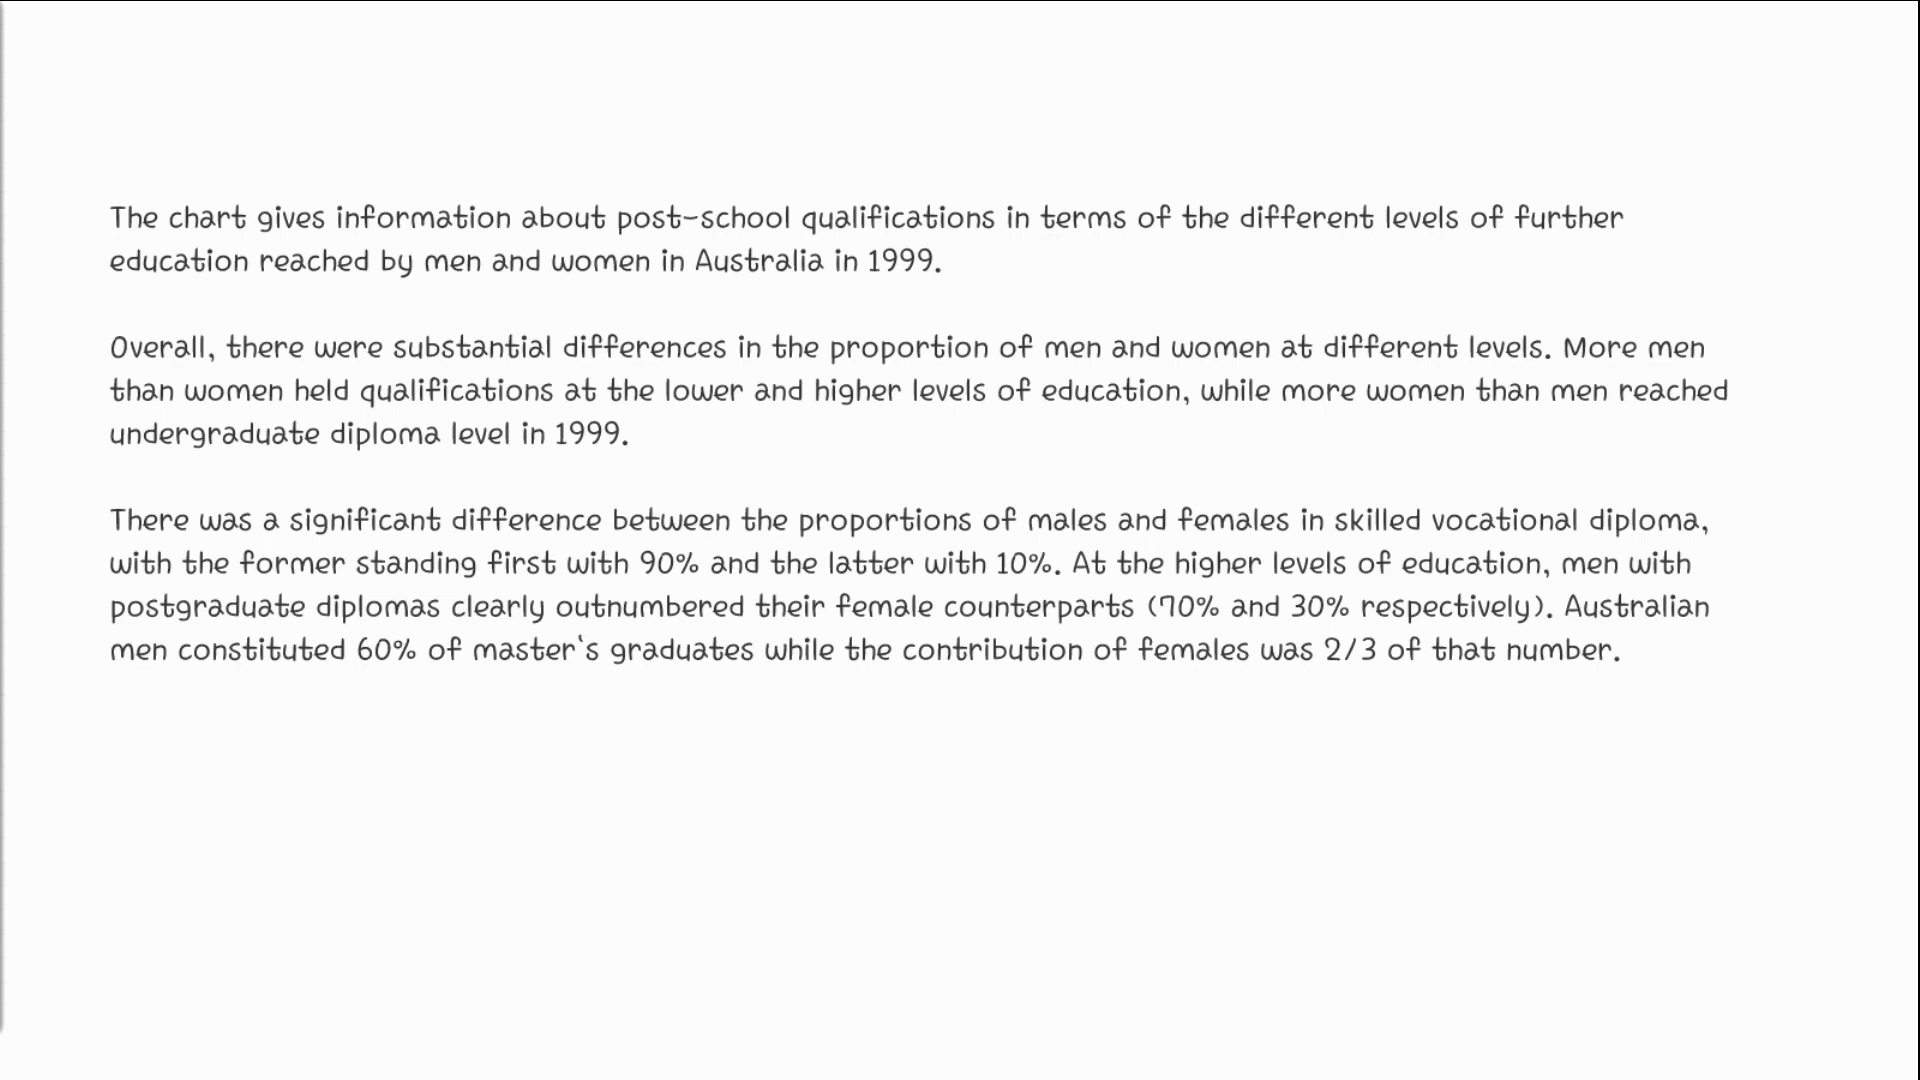 The chart gives information about post-school qualifications in terms of the different levels of further
education reached by men and women in Australia in 1999.
Overall, there were substantial differences in the proportion of men and women at different levels. More men
than women held qualifications at the lower and higher levels of education, while more women than men reached
undergraduate diploma level in 1999.
There was a significant difference between the proportions of males and females in skilled vocational diploma,
with the former standing first with 90% and the latter with 10%. At the higher levels of education, men with
postgraduate diplomas clearly outnumbered their female counterparts (70% and 30% respectively). Australian
men constituted 60% of master's graduates while the contribution of females was 2/3 of that number.